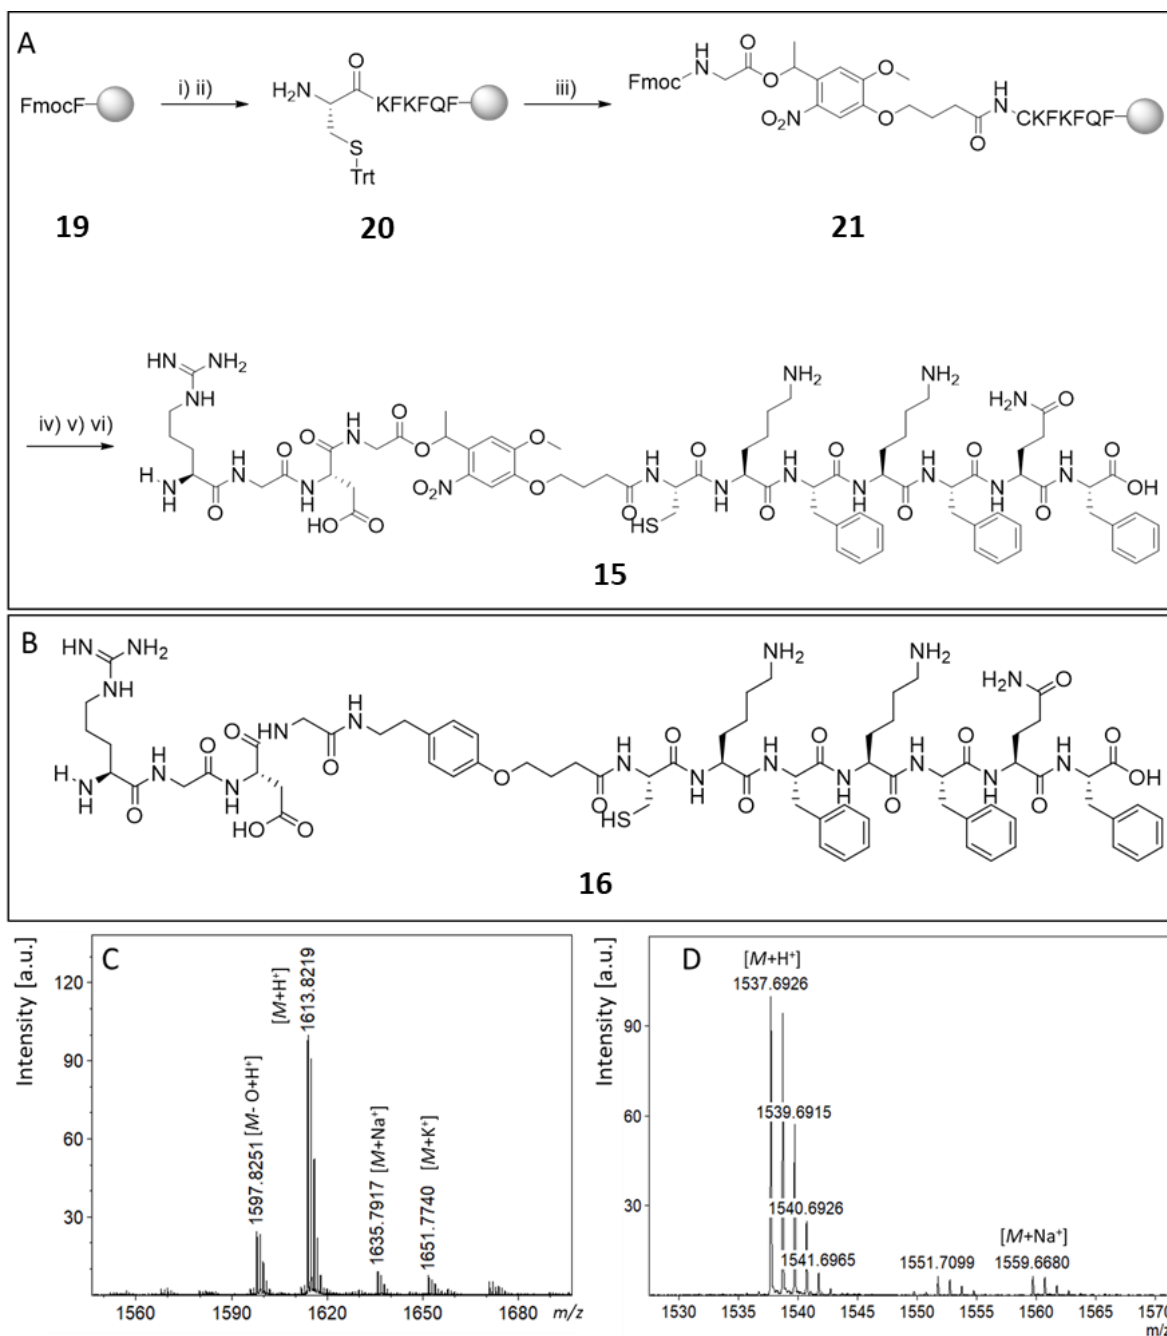 A
FmocF
i) ii)
H2N
O
KFKFQF
S
Trt
iii)
Fmoc
H
N
O
O
O
NO2
O
O
H
N
CKFKFQF
19
20
21
iv) v) vi)
HN
NH2
NH
H
N
H
O
H
N
O
N
H
O
HO
O
H
N
O
O
O
NO2
O
O
H
N
O
HS
N
H
NH2
O
H
N
O
N
H
NH2
O
H
N
O
N
H
H2N
O
O
H
N
O
OH
15
B
HN
NH2
NH
H
N
H
O
H
N
O
N
H
O
HO
O
H
N
O
H
N
O
O
H
N
O
HS
N
H
NH2
O
H
N
O
N
H
NH2
O
H
N
O
N
H
H2N
O
O
H
N
O
OH
16
C
Intensity [a.u.]
120
90
60
30
1597.8251 [M- O+H+]
[M+H+]
1613.8219
1635.7917 [M+Na+]
1651.7740 [M+K+]
1560 1590 1620 1650 1680 m/z
D
Intensity [a.u.]
90
60
30
[M+H+]
1537.6926
1539.6915
1540.6926
1541.6965
1551.7099
[M+Na+]
1559.6680
1530 1535 1540 1545 1550 1555 1560 1565 1570
m/z